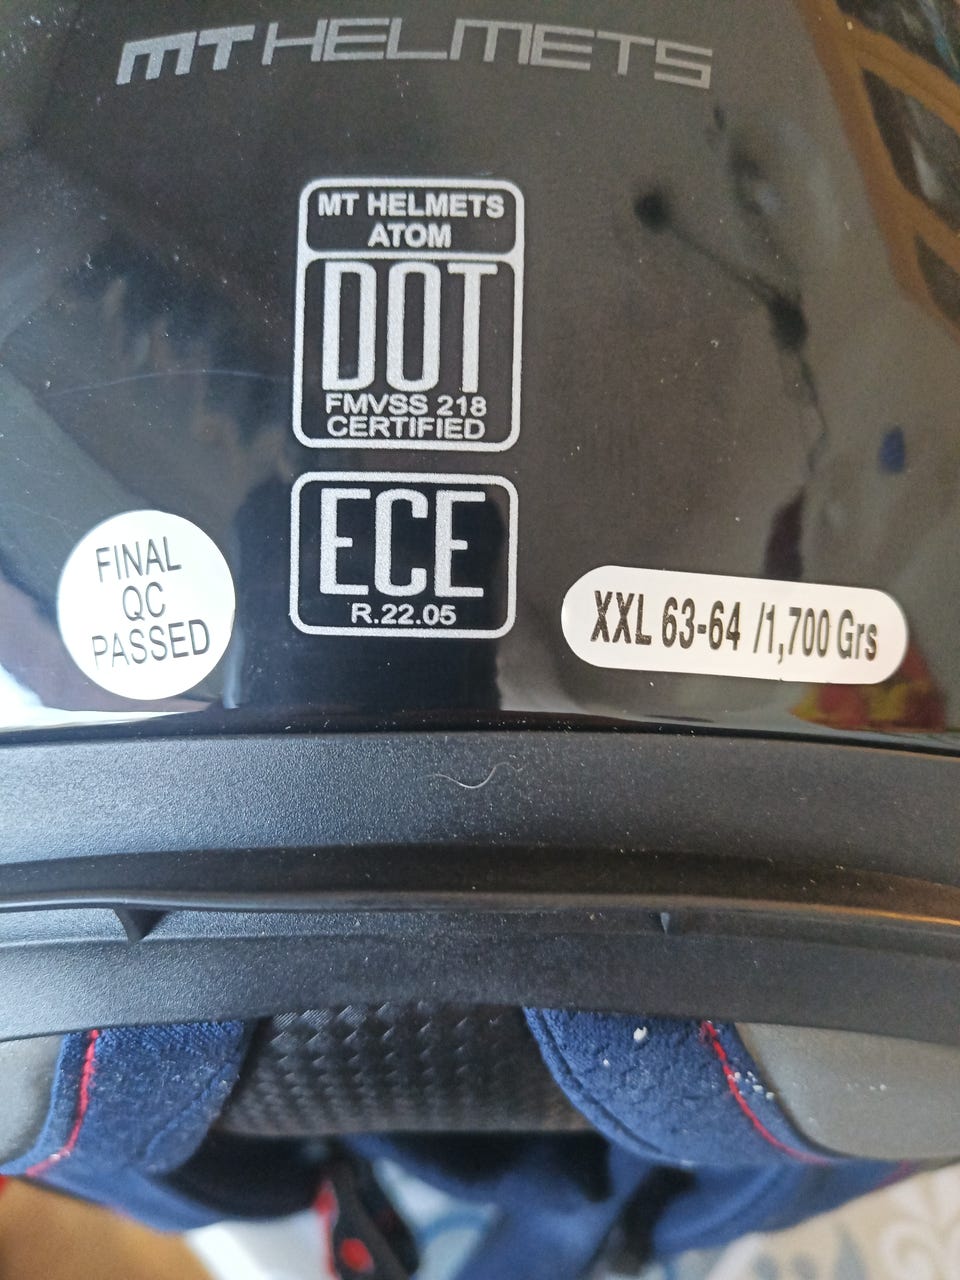 MT HELMETS
MT HELMETS
ATOM
DOT
FMVSS 218
CERTIFIED
ECE
R.22.05
FINAL
QC
PASSED
XXL 63-64 /1,700 Grs